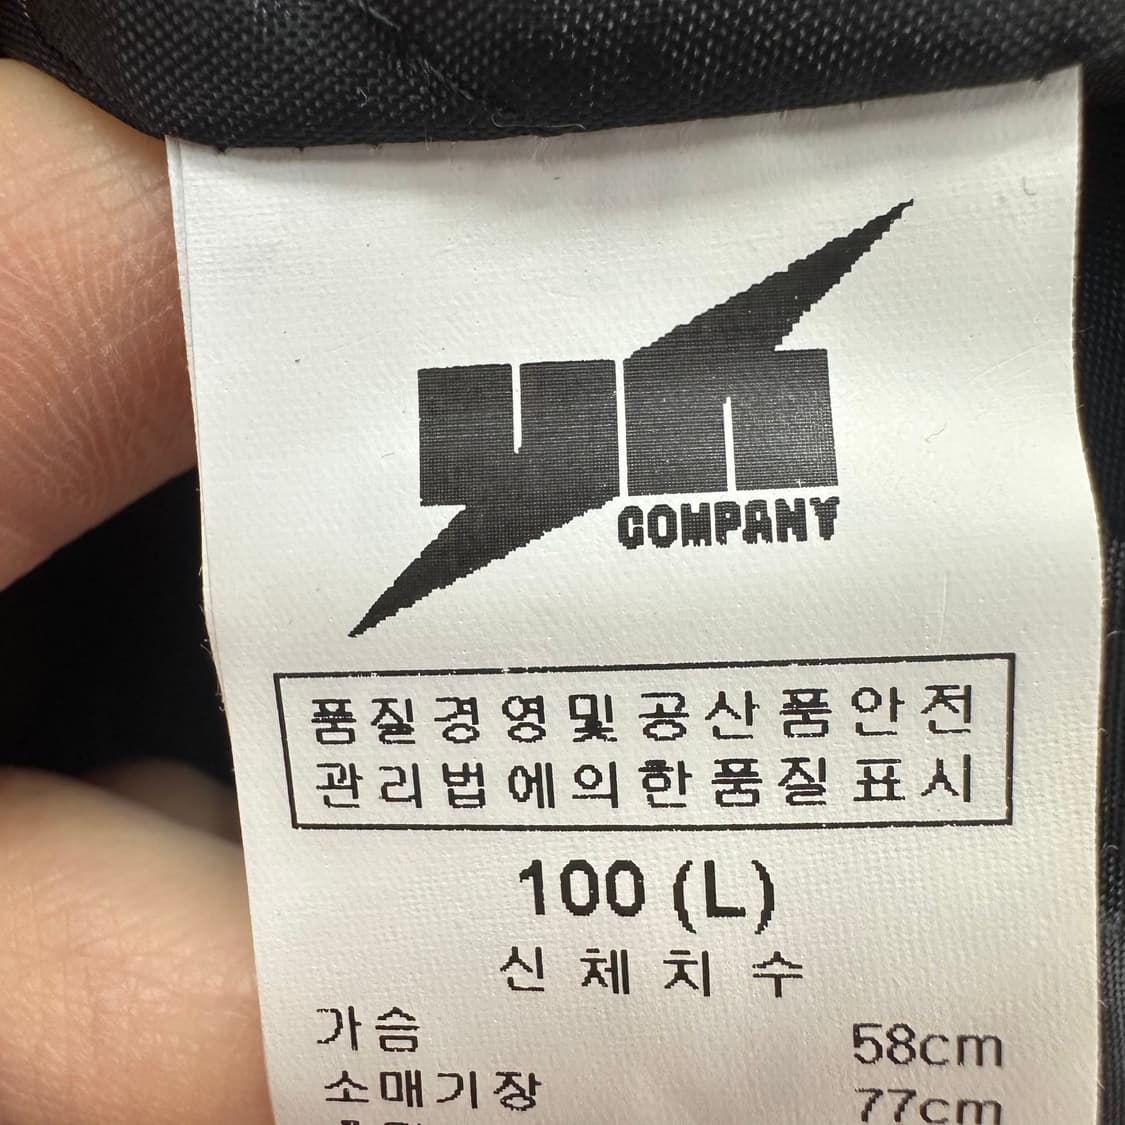 yn
COMPANY
품질경영및공산품안전
관리법에의한품질표시
100 (L)
신체치수
가슴 58cm
소매기장 77cm